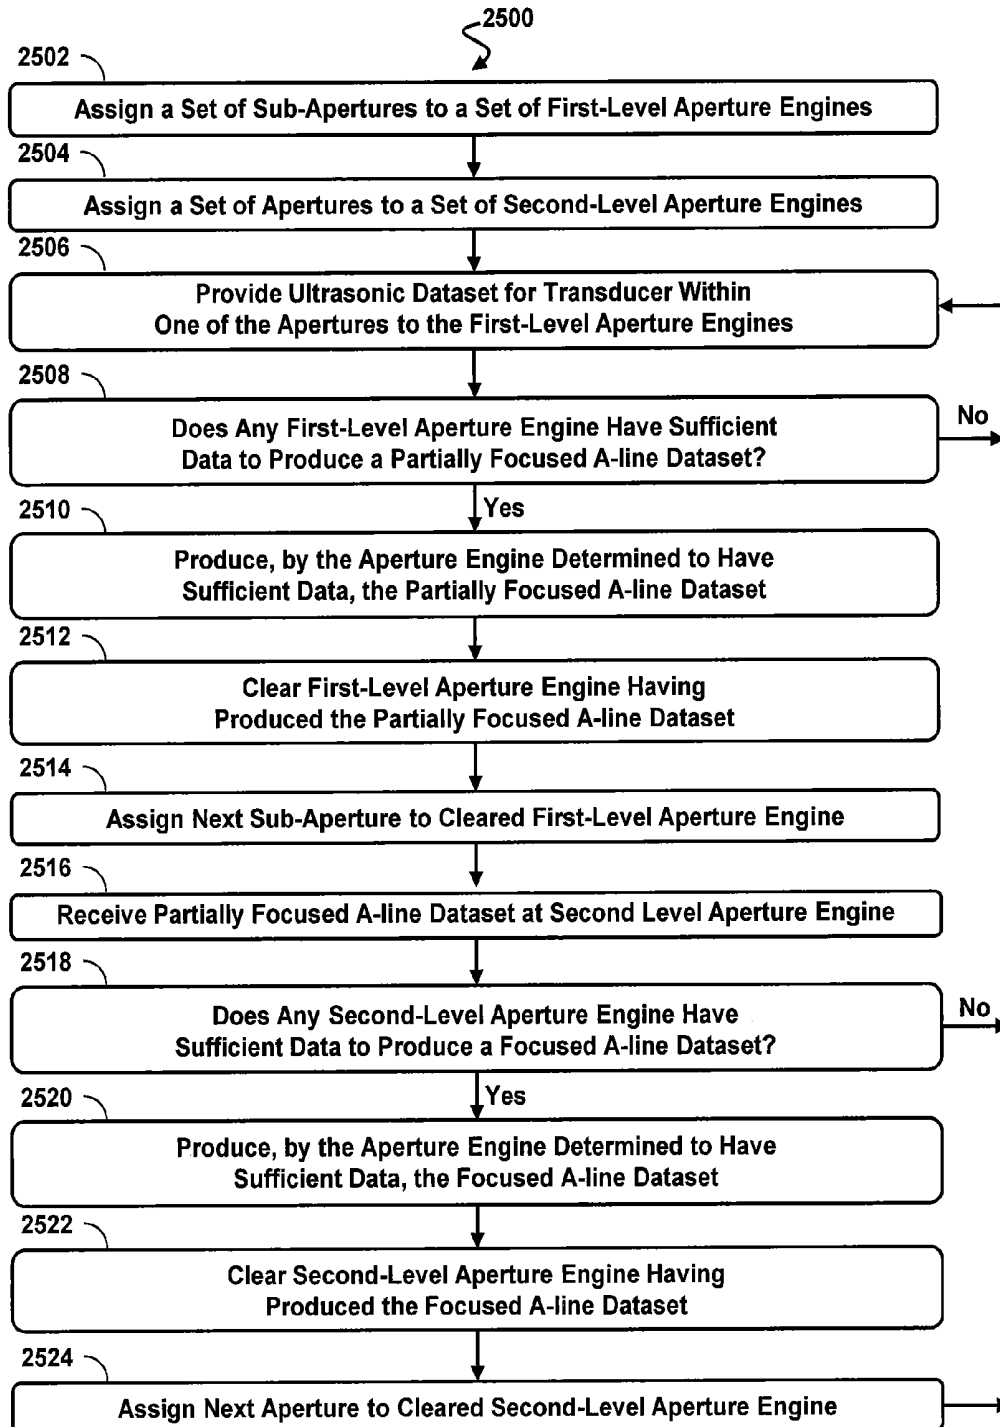 2500
2502
Assign a Set of Sub-Apertures to a Set of First-Level Aperture Engines
2504
Assign a Set of Apertures to a Set of Second-Level Aperture Engines
2506
Provide Ultrasonic Dataset for Transducer Within
One of the Apertures to the First-Level Aperture Engines
2508
Does Any First-Level Aperture Engine Have Sufficient
Data to Produce a Partially Focused A-line Dataset?
No
Yes
2510
Produce, by the Aperture Engine Determined to Have
Sufficient Data, the Partially Focused A-line Dataset
2512
Clear First-Level Aperture Engine Having
Produced the Partially Focused A-line Dataset
2514
Assign Next Sub-Aperture to Cleared First-Level Aperture Engine
2516
Receive Partially Focused A-line Dataset at Second Level Aperture Engine
2518
Does Any Second-Level Aperture Engine Have
Sufficient Data to Produce a Focused A-line Dataset?
No
Yes
2520
Produce, by the Aperture Engine Determined to Have
Sufficient Data, the Focused A-line Dataset
2522
Clear Second-Level Aperture Engine Having
Produced the Focused A-line Dataset
2524
Assign Next Aperture to Cleared Second-Level Aperture Engine